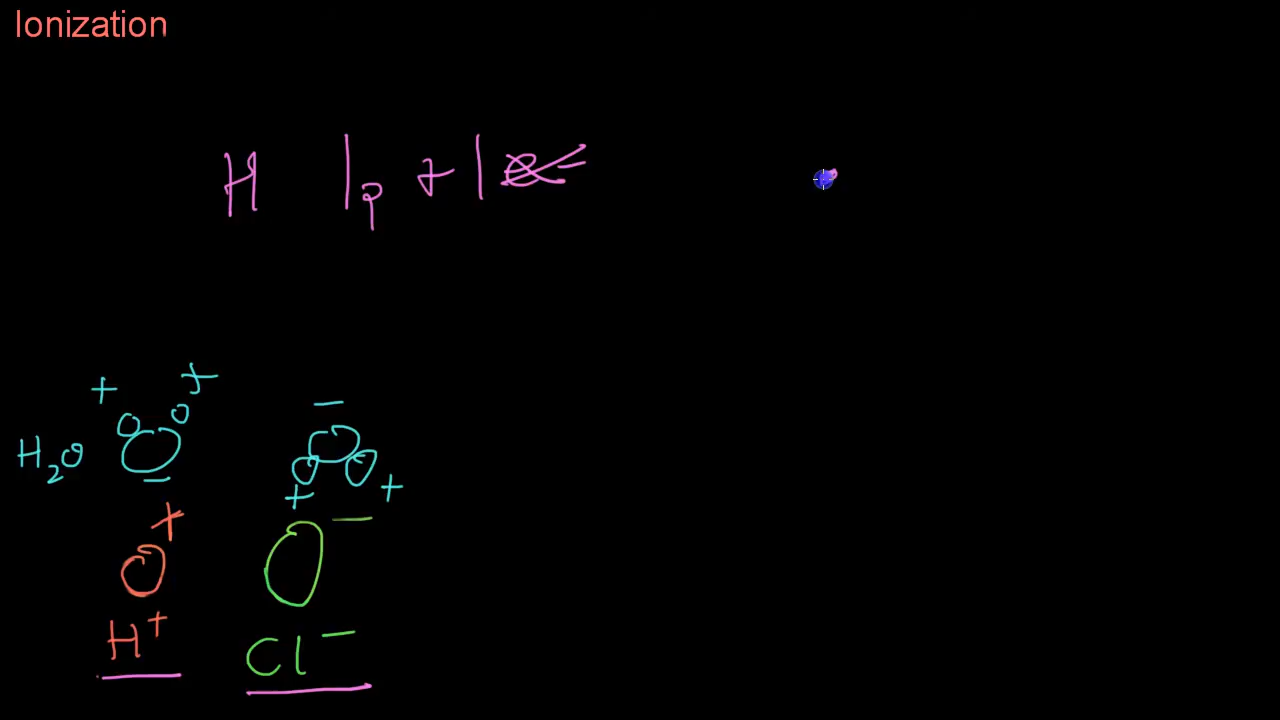 Ionization
H 1p + 1e-
+ +
-
H2O
-
+ +
+ -
H+ Cl-